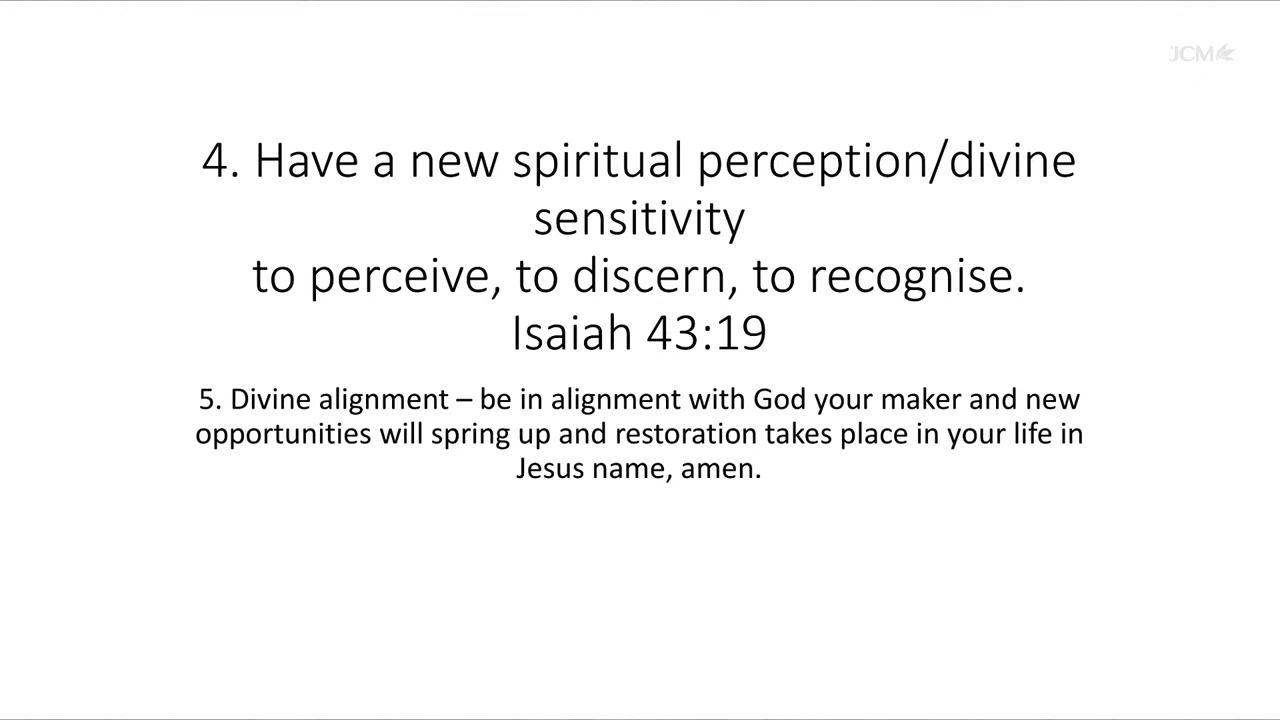 JCM
4. Have a new spiritual perception/divine
sensitivity
to perceive, to discern, to recognise.
Isaiah 43:19
5. Divine alignment – be in alignment with God your maker and new
opportunities will spring up and restoration takes place in your life in
Jesus name, amen.